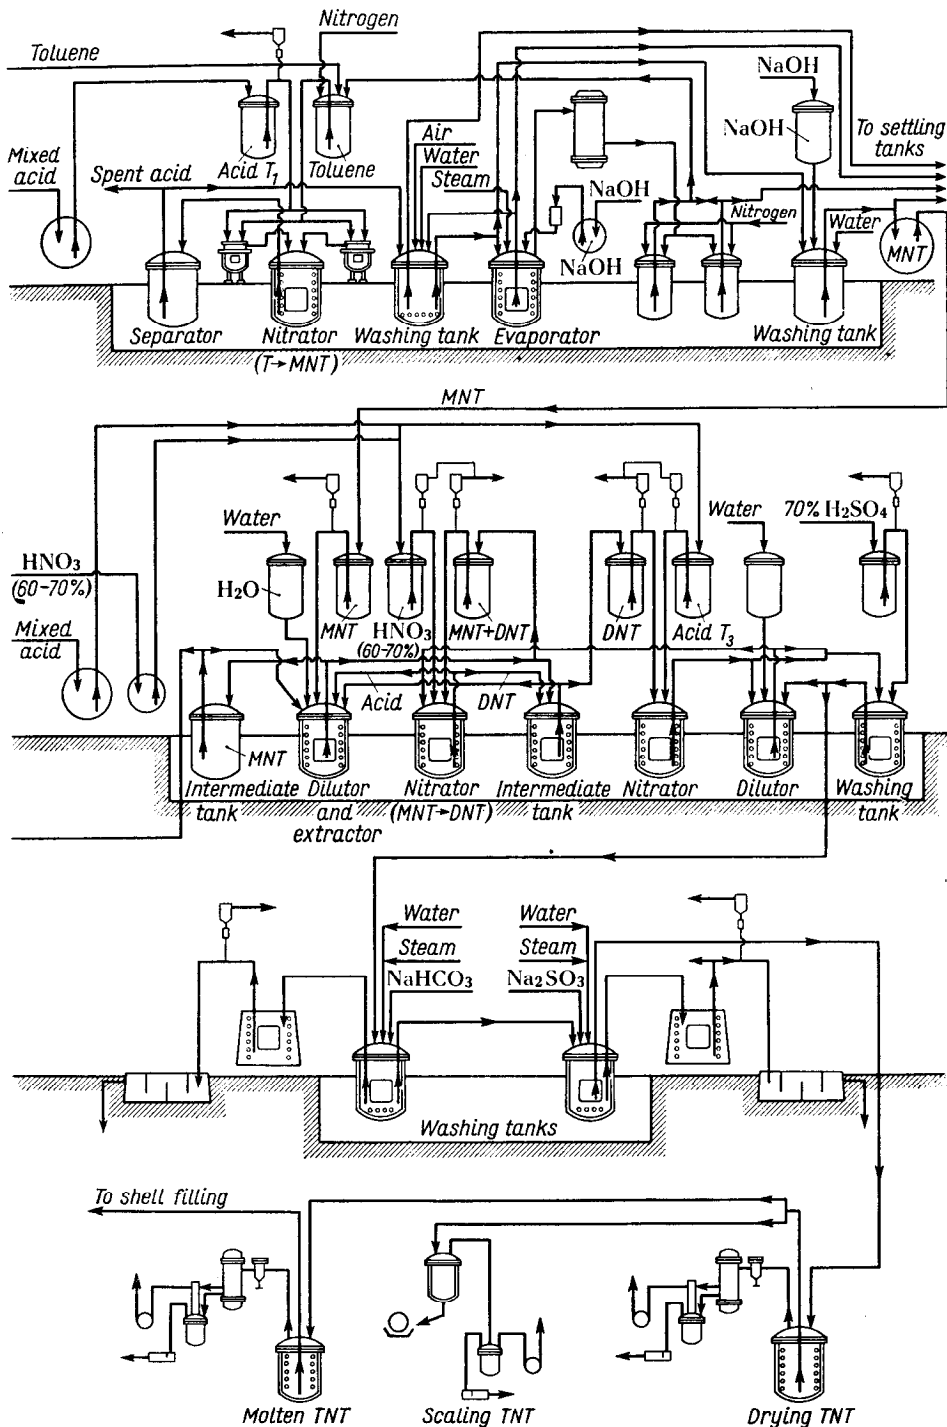 Nitrogen
Toluene
NaOH
Mixed
acid
Acid T1
Toluene
Air
Water
Steam
NaOH
NaOH
To settling
tanks
Spent acid
NaOH
Nitrogen
Water
MNT
Separator
Nitrator
(T→MNT)
Washing tank
Evaporator
Washing tank
MNT
Water
Water
70% H2SO4
HNO3
(60-70%)
H2O
MNT
HNO3
(60-70%)
MNT+DNT
DNT
Acid T3
Mixed
acid
Acid
DNT
MNT
Intermediate
tank
Dilutor
and
extractor
Nitrator
(MNT→DNT)
Intermediate
tank
Nitrator
Dilutor
Washing
tank
Water
Steam
NaHCO3
Water
Steam
Na2SO3
Washing tanks
To shell filling
Molten TNT
Scaling TNT
Drying TNT